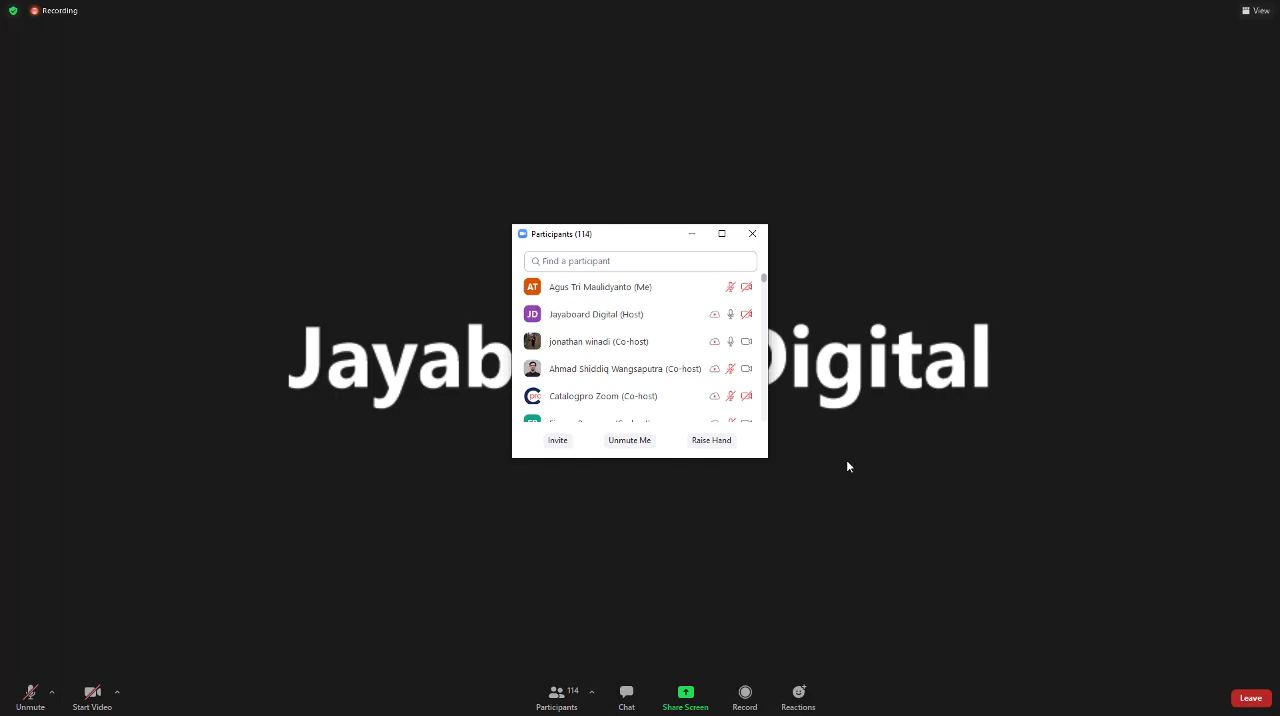 Recording
View
Participants (114)
Find a participant
AT Agus Tri Maulidyanto (Me)
JD Jayaboard Digital (Host)
jonathan winadi (Co-host)
Ahmad Shiddiq Wangsaputra (Co-host)
Cpro Catalogpro Zoom (Co-host)
Invite Unmute Me Raise Hand
Jayab Digital
114
Unmute Start Video Participants Chat Share Screen Record Reactions Leave